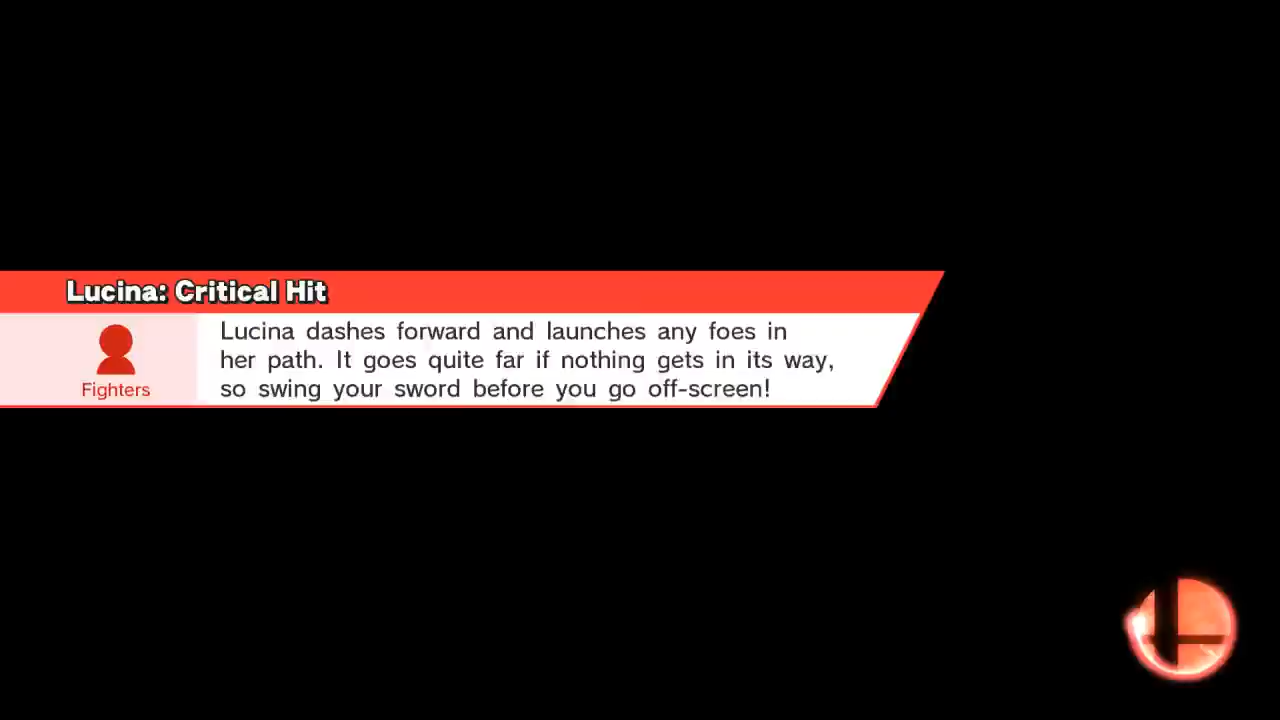 Lucina: Critical Hit
Fighters
Lucina dashes forward and launches any foes in
her path. It goes quite far if nothing gets in its way,
so swing your sword before you go off-screen!